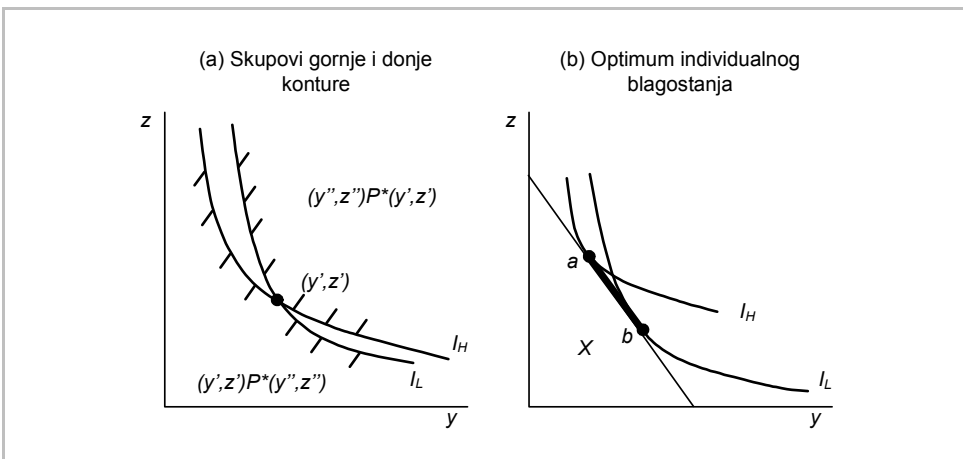 (a) Skupovi gornje i donje
konture
z
(y”,z”)P*(y’,z’)
(y’,z’)
I_H
I_L
(y’,z’)P*(y”,z”)
y
(b) Optimum individualnog
blagostanja
z
a
I_H
b
X
I_L
y